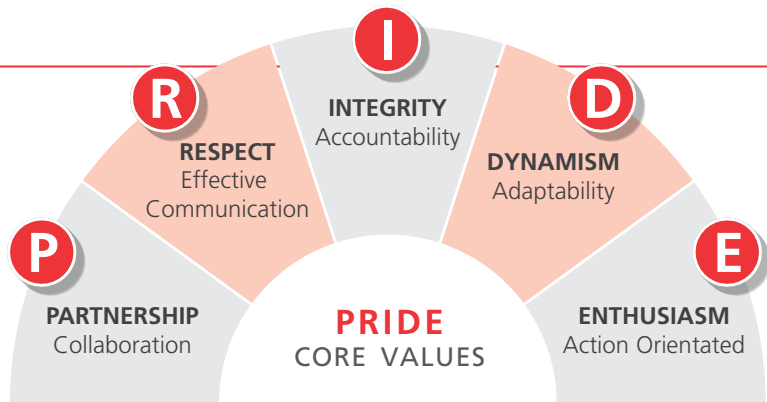 P
PARTNERSHIP
Collaboration
R
RESPECT
Effective
Communication
I
INTEGRITY
Accountability
D
DYNAMISM
Adaptability
E
ENTHUSIASM
Action Orientated
PRIDE
CORE VALUES